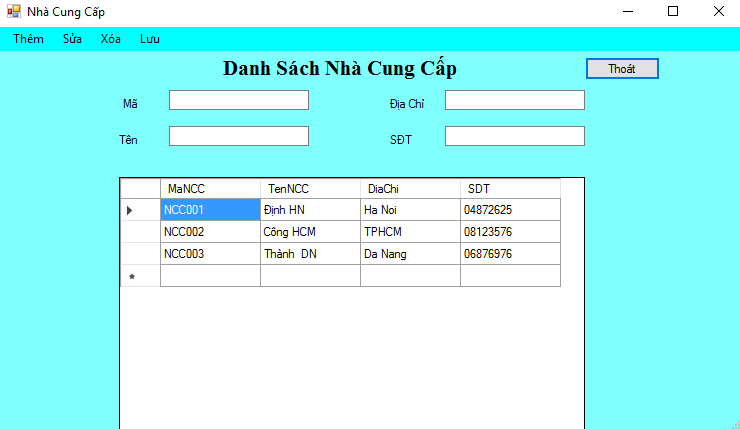 Nhà Cung Cấp
Thêm Sửa Xóa Lưu
Danh Sách Nhà Cung Cấp
Thoát
Mã
Địa Chỉ
Tên
SĐT
MaNCC TenNCC DiaChi SDT
NCC001 Định HN Ha Noi 04872625
NCC002 Công HCM TPHCM 08123576
NCC003 Thành DN Da Nang 06876976